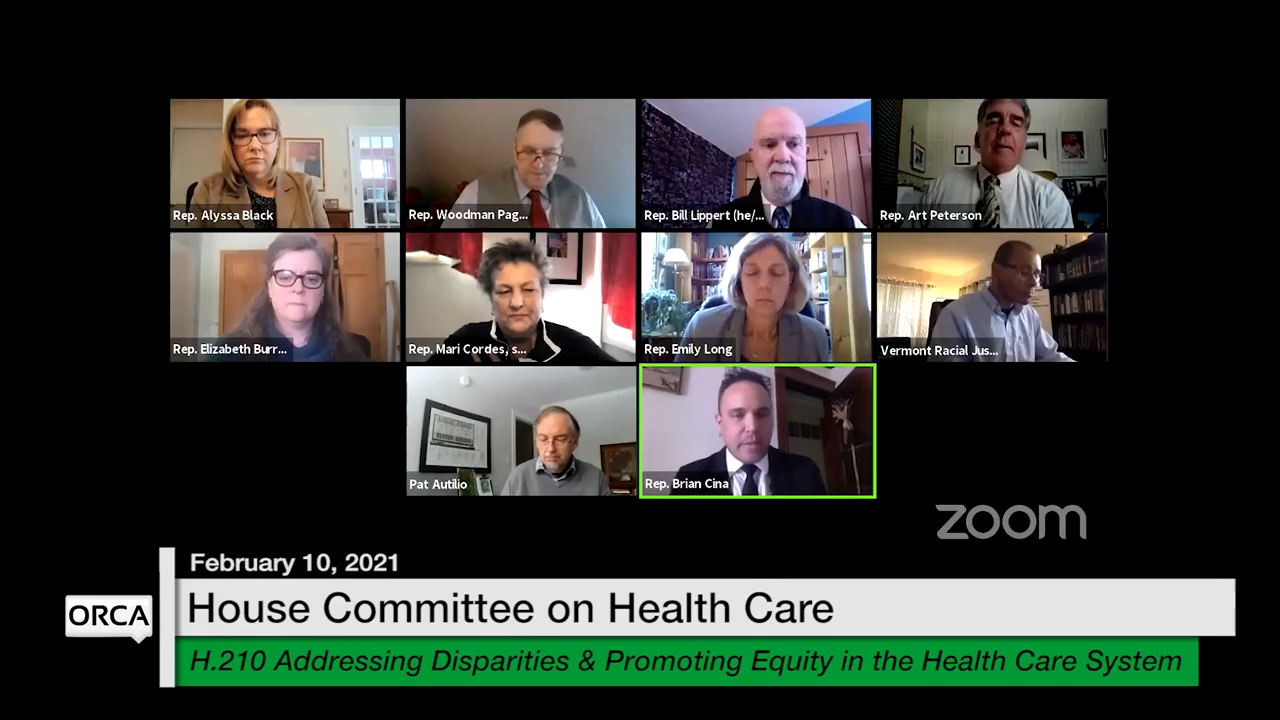 Rep. Alyssa Black
Rep. Woodman Pag...
Rep. Bill Lippert (he/...
Rep. Art Peterson
Rep. Elizabeth Burr...
Rep. Mari Cordes, s...
Rep. Emily Long
Vermont Racial Jus...
Pat Autilio
Rep. Brian Cina
zoom
February 10, 2021
ORCA
House Committee on Health Care
H.210 Addressing Disparities & Promoting Equity in the Health Care System